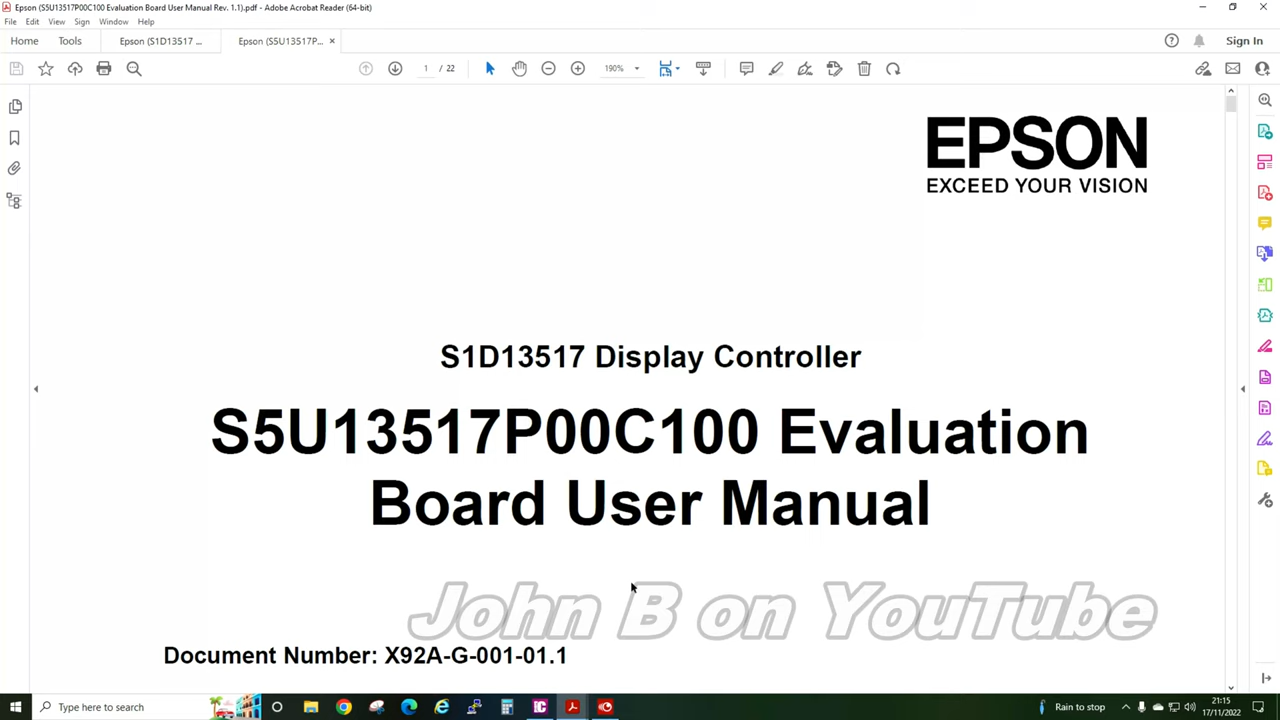 Epson (S5U13517P00C100 Evaluation Board User Manual Rev. 1.1).pdf - Adobe Acrobat Reader (64-bit)
File Edit View Sign Window Help
Home Tools Epson (S1D13517 ... Epson (S5U13517P... × Sign In
1 / 22 190%
EPSON
EXCEED YOUR VISION
S1D13517 Display Controller
S5U13517P00C100 Evaluation
Board User Manual
John B on YouTube
Document Number: X92A-G-001-01.1
Type here to search
Rain to stop
21:15
17/11/2022